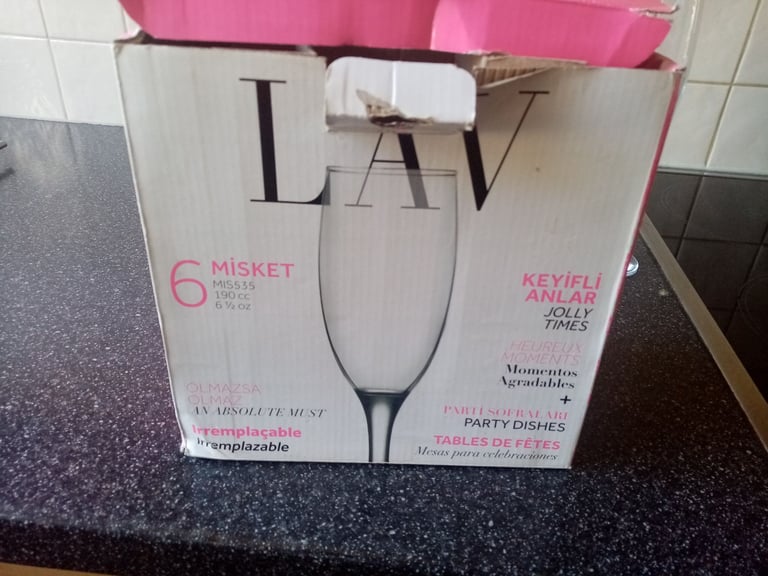 LAV
6 MİSKET
MIS535
190 cc
6 ½ oz
KEYİFLİ
ANLAR
JOLLY
TIMES
HEUREUX
MOMENTS
Momentos
Agradables
+
PARTİ SOFRALARI
PARTY DISHES
TABLES DE FÊTES
Mesas para celebraciones
OLMAZSA
OLMAZ
AN ABSOLUTE MUST
Irremplaçable
Irremplazable